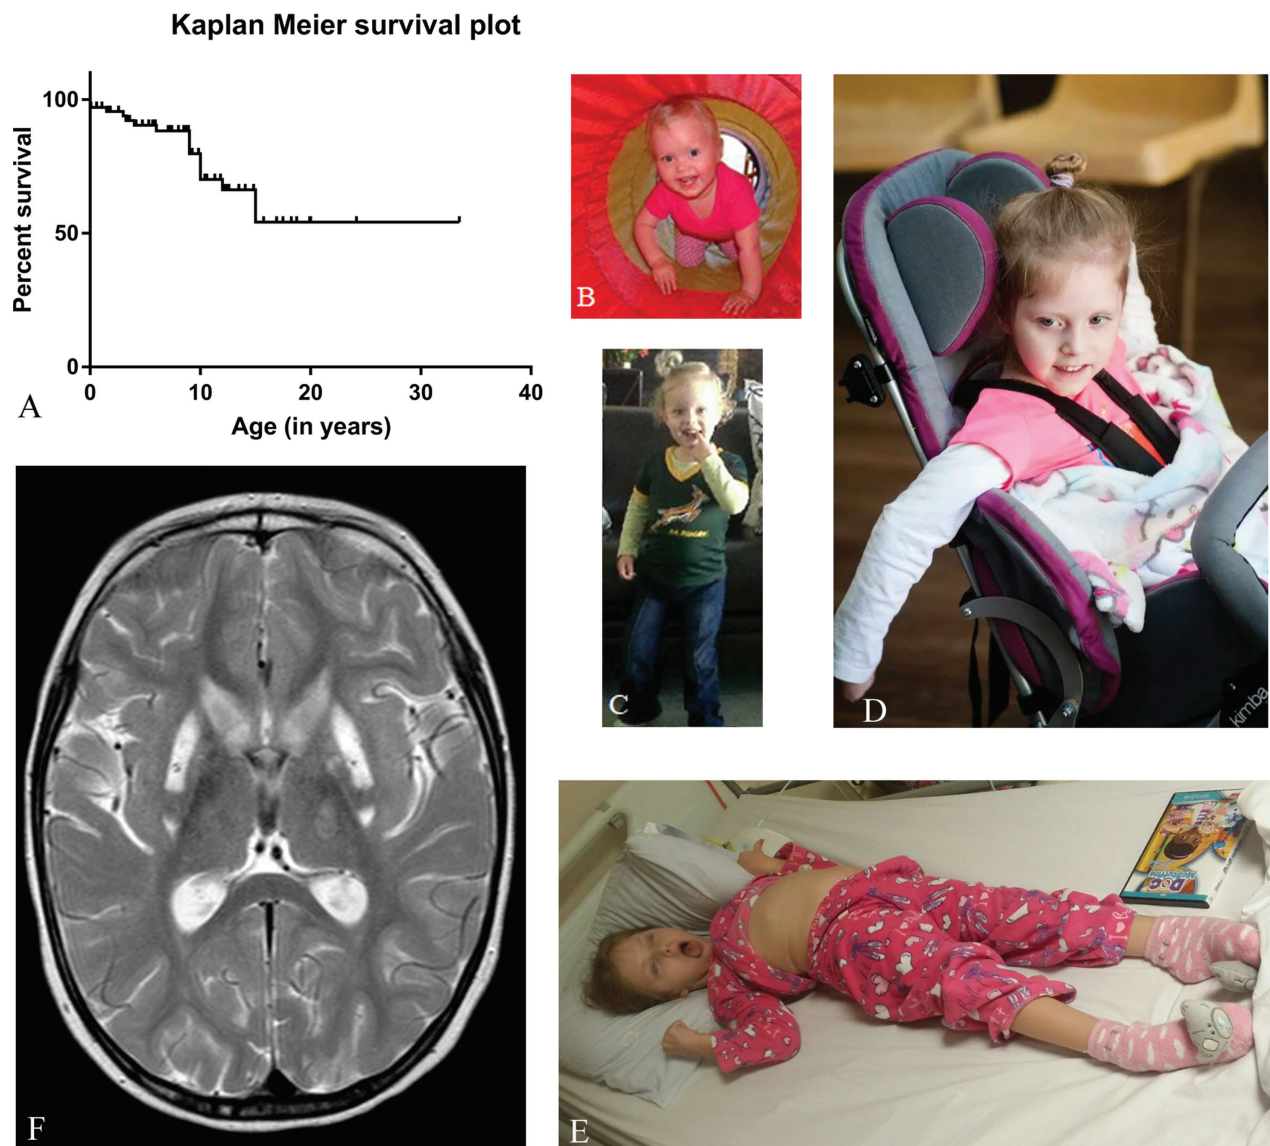 Kaplan Meier survival plot
Percent survival
100
50
0
0 10 20 30 40
Age (in years)
A
B
C
D
kimba
E
F